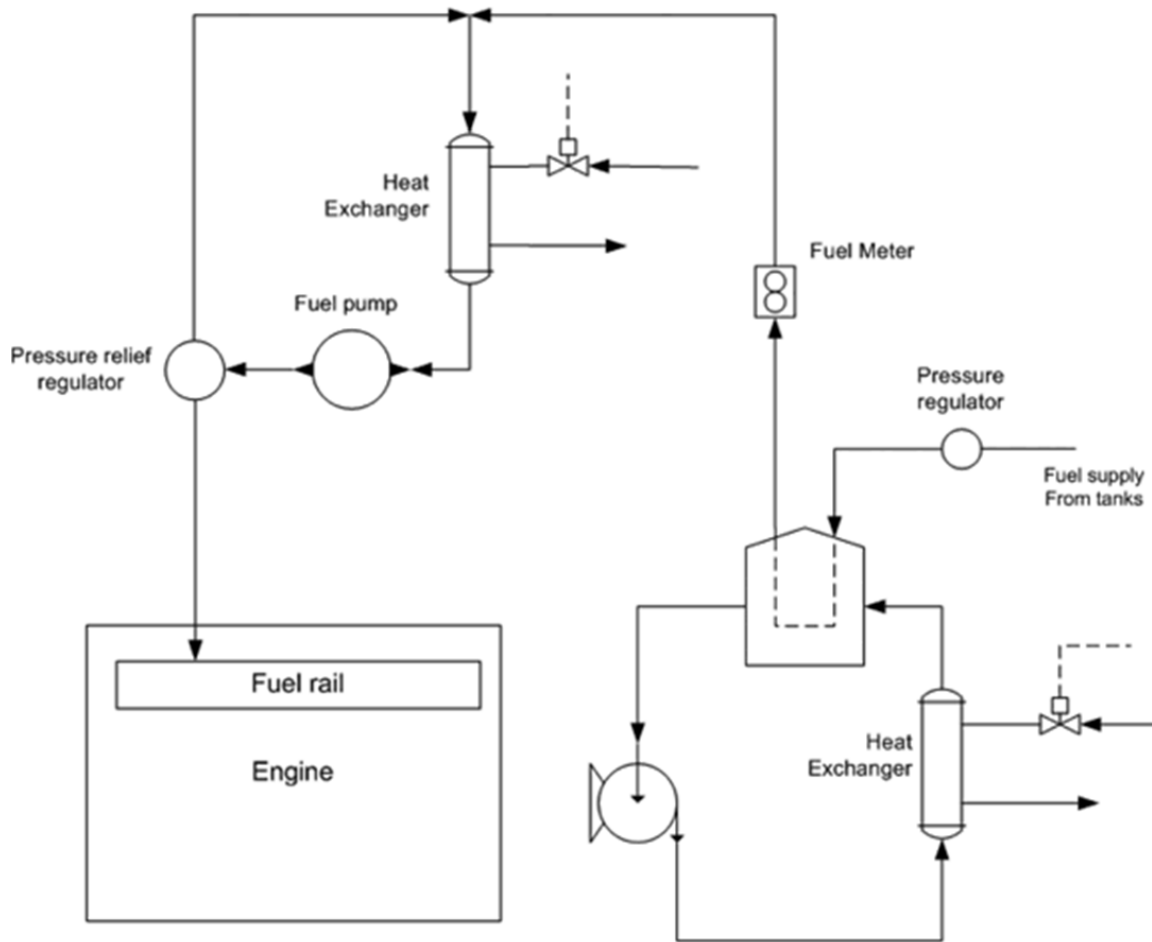 Heat
Exchanger
Fuel Meter
Fuel pump
Pressure relief
regulator
Pressure
regulator
Fuel supply
From tanks
Fuel rail
Heat
Exchanger
Engine